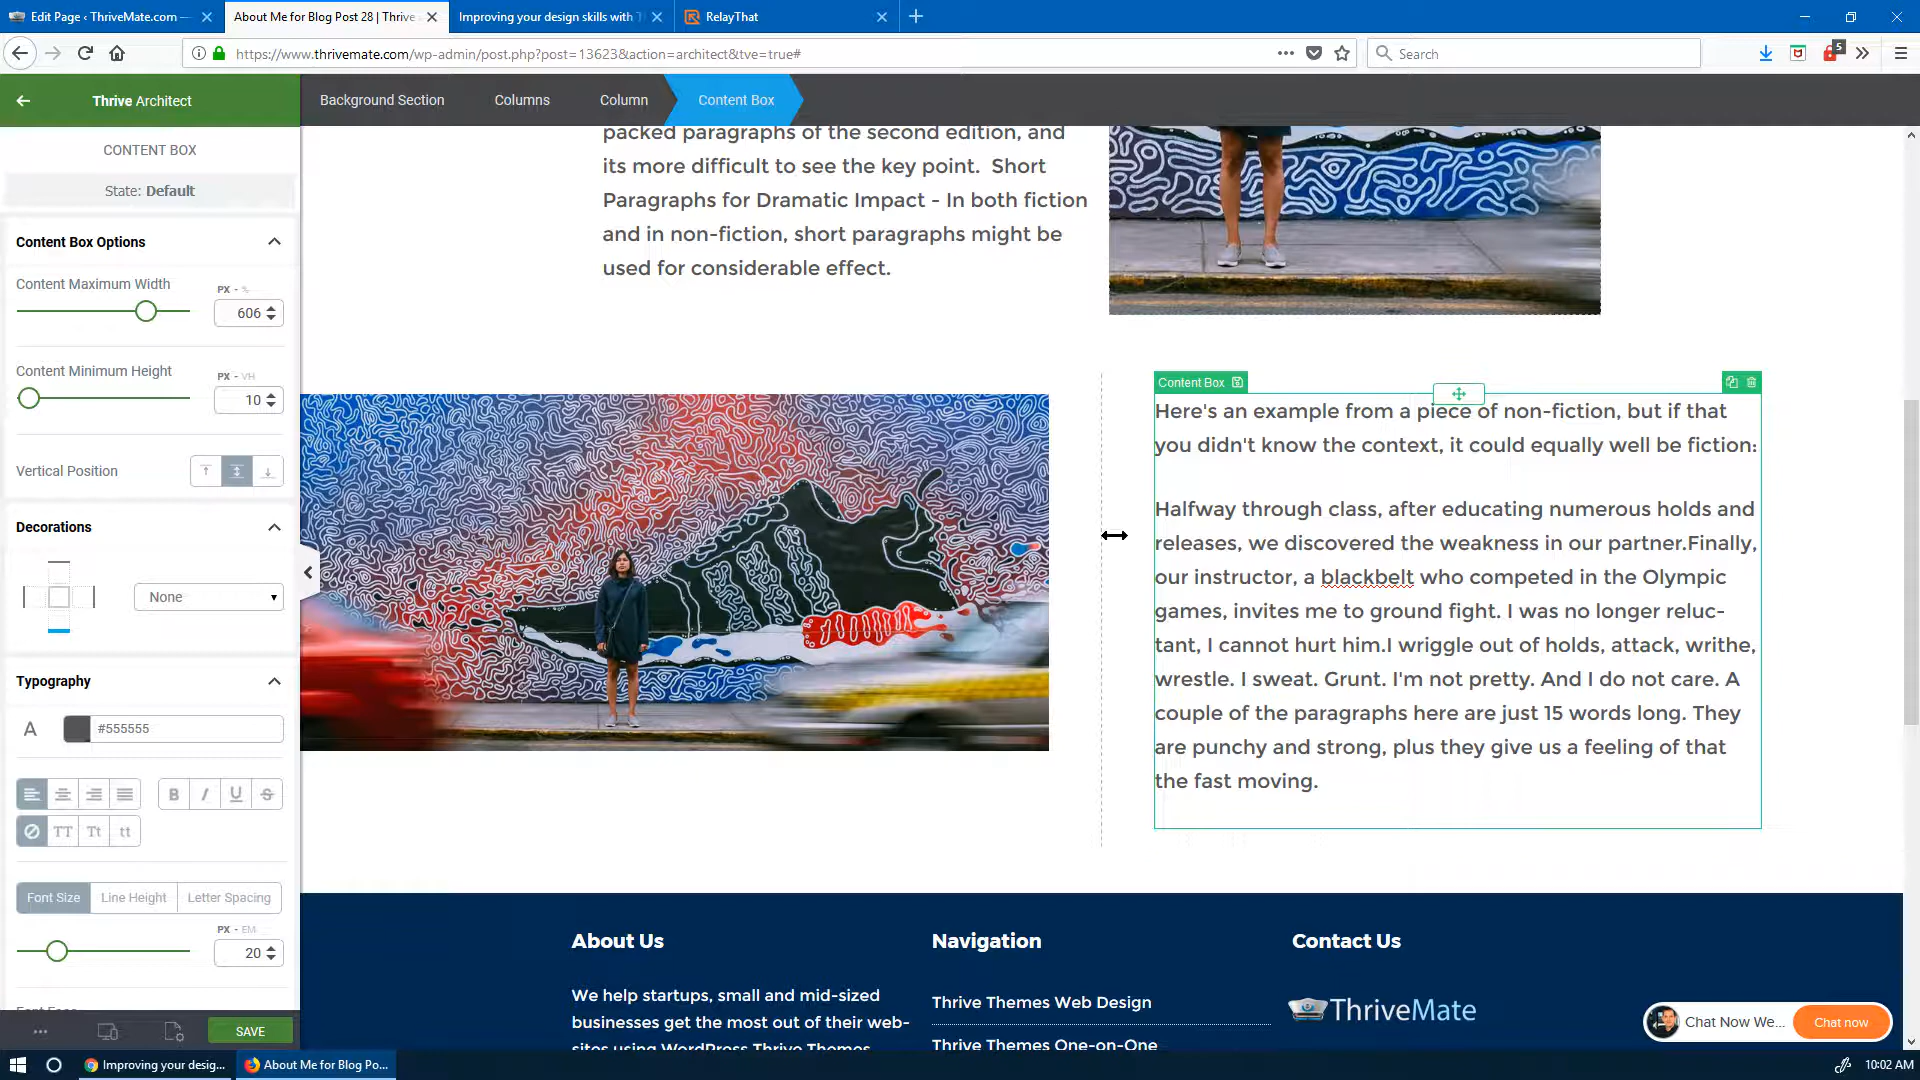 Edit Page ‹ ThriveMate.com —
About Me for Blog Post 28 | Thrive
Improving your design skills with
RelayThat
https://www.thrivemate.com/wp-admin/post.php?post=13623&action=architect&tve=true#
Search
5
Thrive Architect
Background Section
Columns
Column
Content Box
CONTENT BOX
State: Default
Content Box Options
Content Maximum Width
PX - %
606
Content Minimum Height
PX - VH
10
Vertical Position
Decorations
None
Typography
A
#555555
B I U S
TT Tt tt
Font Size
Line Height
Letter Spacing
PX - EM
20
SAVE
packed paragraphs of the second edition, and
its more difficult to see the key point. Short
Paragraphs for Dramatic Impact - In both fiction
and in non-fiction, short paragraphs might be
used for considerable effect.
Content Box
Here's an example from a piece of non-fiction, but if that
you didn't know the context, it could equally well be fiction:
Halfway through class, after educating numerous holds and
releases, we discovered the weakness in our partner.Finally,
our instructor, a blackbelt who competed in the Olympic
games, invites me to ground fight. I was no longer reluc-
tant, I cannot hurt him.I wriggle out of holds, attack, writhe,
wrestle. I sweat. Grunt. I'm not pretty. And I do not care. A
couple of the paragraphs here are just 15 words long. They
are punchy and strong, plus they give us a feeling of that
the fast moving.
About Us
We help startups, small and mid-sized
businesses get the most out of their web-
sites using WordPress Thrive Themes
Navigation
Thrive Themes Web Design
Thrive Themes One-on-One
Contact Us
ThriveMate
Chat Now We...
Chat now
Improving your desig...
About Me for Blog Po...
10:02 AM